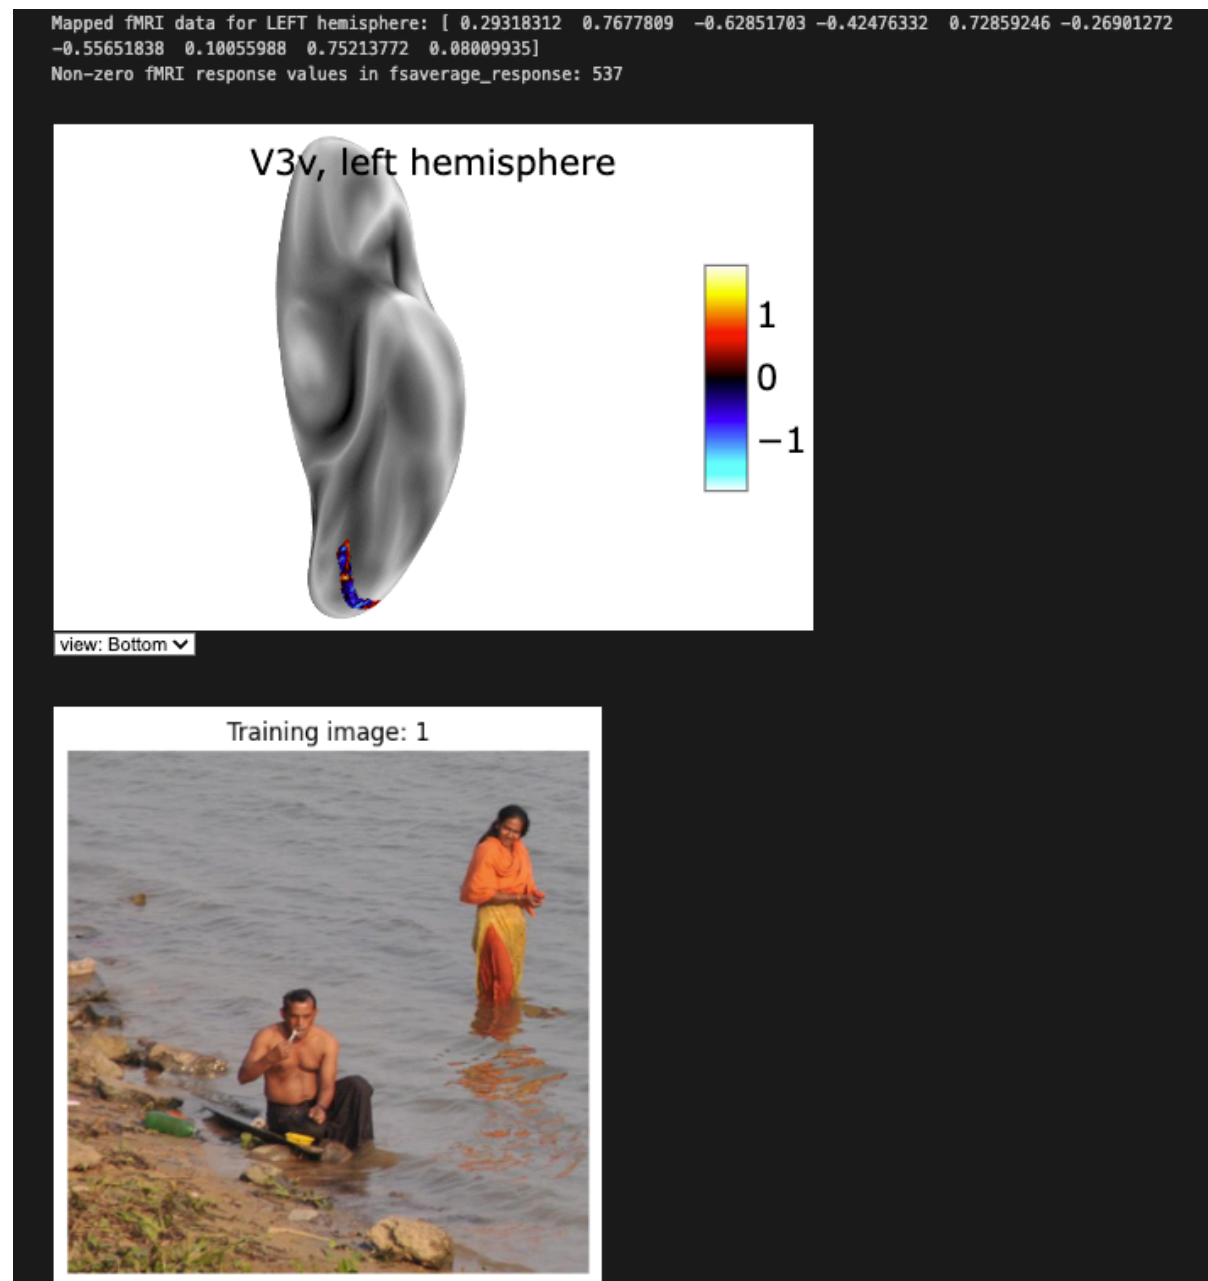 Mapped fMRI data for LEFT hemisphere: [ 0.29318312  0.7677809  -0.62851703 -0.42476332  0.72859246 -0.26901272
-0.55651838  0.10055988  0.75213772  0.08009935]
Non-zero fMRI response values in fsaverage_response: 537
V3v, left hemisphere
1
0
−1
view: Bottom
Training image: 1